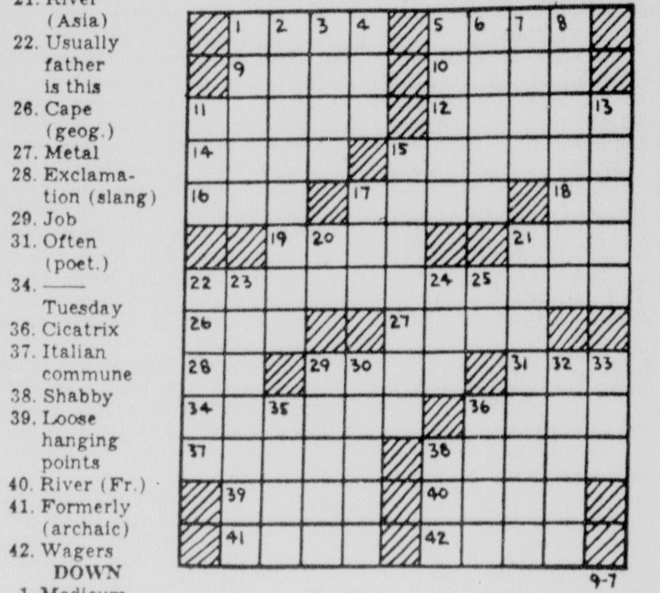 21. River
(Asia)
22. Usually
father
is this
26. Cape
(geog.)
27. Metal
28. Exclama-
tion (slang)
29. Job
31. Often
(poet.)
34. ——
Tuesday
36. Cicatrix
37. Italian
commune
38. Shabby
39. Loose
hanging
points
40. River (Fr.)
41. Formerly
(archaic)
42. Wagers
DOWN
1. Modicum
1 2 3 4 5 6 7 8
9 10
11 12 13
14 15
16 17 18
19 20 21
22 23 24 25
26 27
28 29 30 31 32 33
34 35 36
37 38
39 40
41 42
9-7